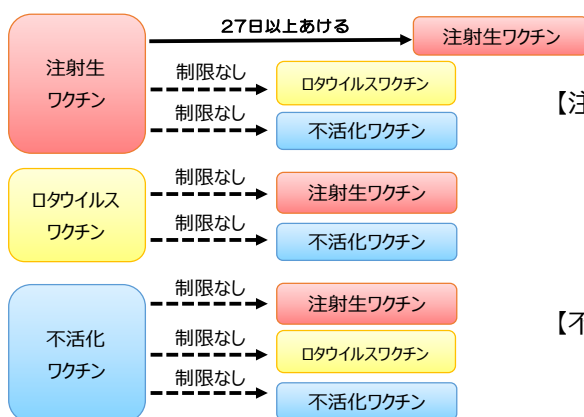 注射生
ワクチン
27日以上あける
注射生ワクチン
制限なし
ロタウイルスワクチン
制限なし
不活化ワクチン
【注
ロタウイルス
ワクチン
制限なし
注射生ワクチン
制限なし
不活化ワクチン
不活化
ワクチン
制限なし
注射生ワクチン
制限なし
ロタウイルスワクチン
制限なし
不活化ワクチン
【不